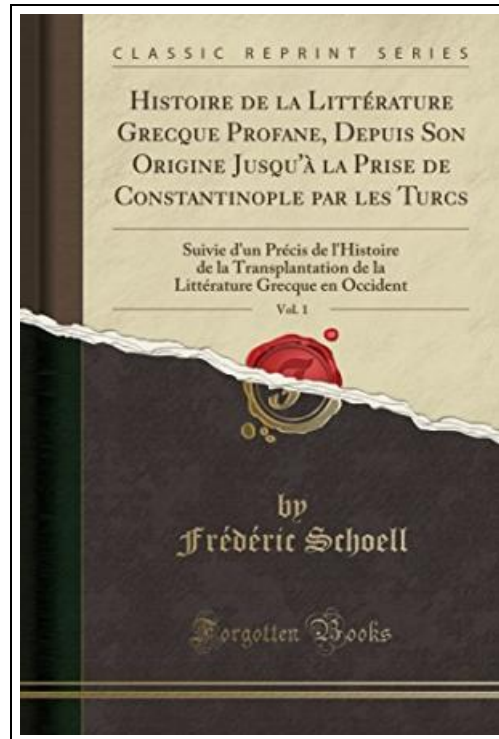 CLASSIC REPRINT SERIES
HISTOIRE DE LA LITTÉRATURE
GRECQUE PROFANE, DEPUIS SON
ORIGINE JUSQU'À LA PRISE DE
CONSTANTINOPLE PAR LES TURCS
Suivie d'un Précis de l'Histoire
de la Transplantation de la
Littérature Grecque en Occident
Vol. 1
by
Frédéric Schoell
Forgotten Books